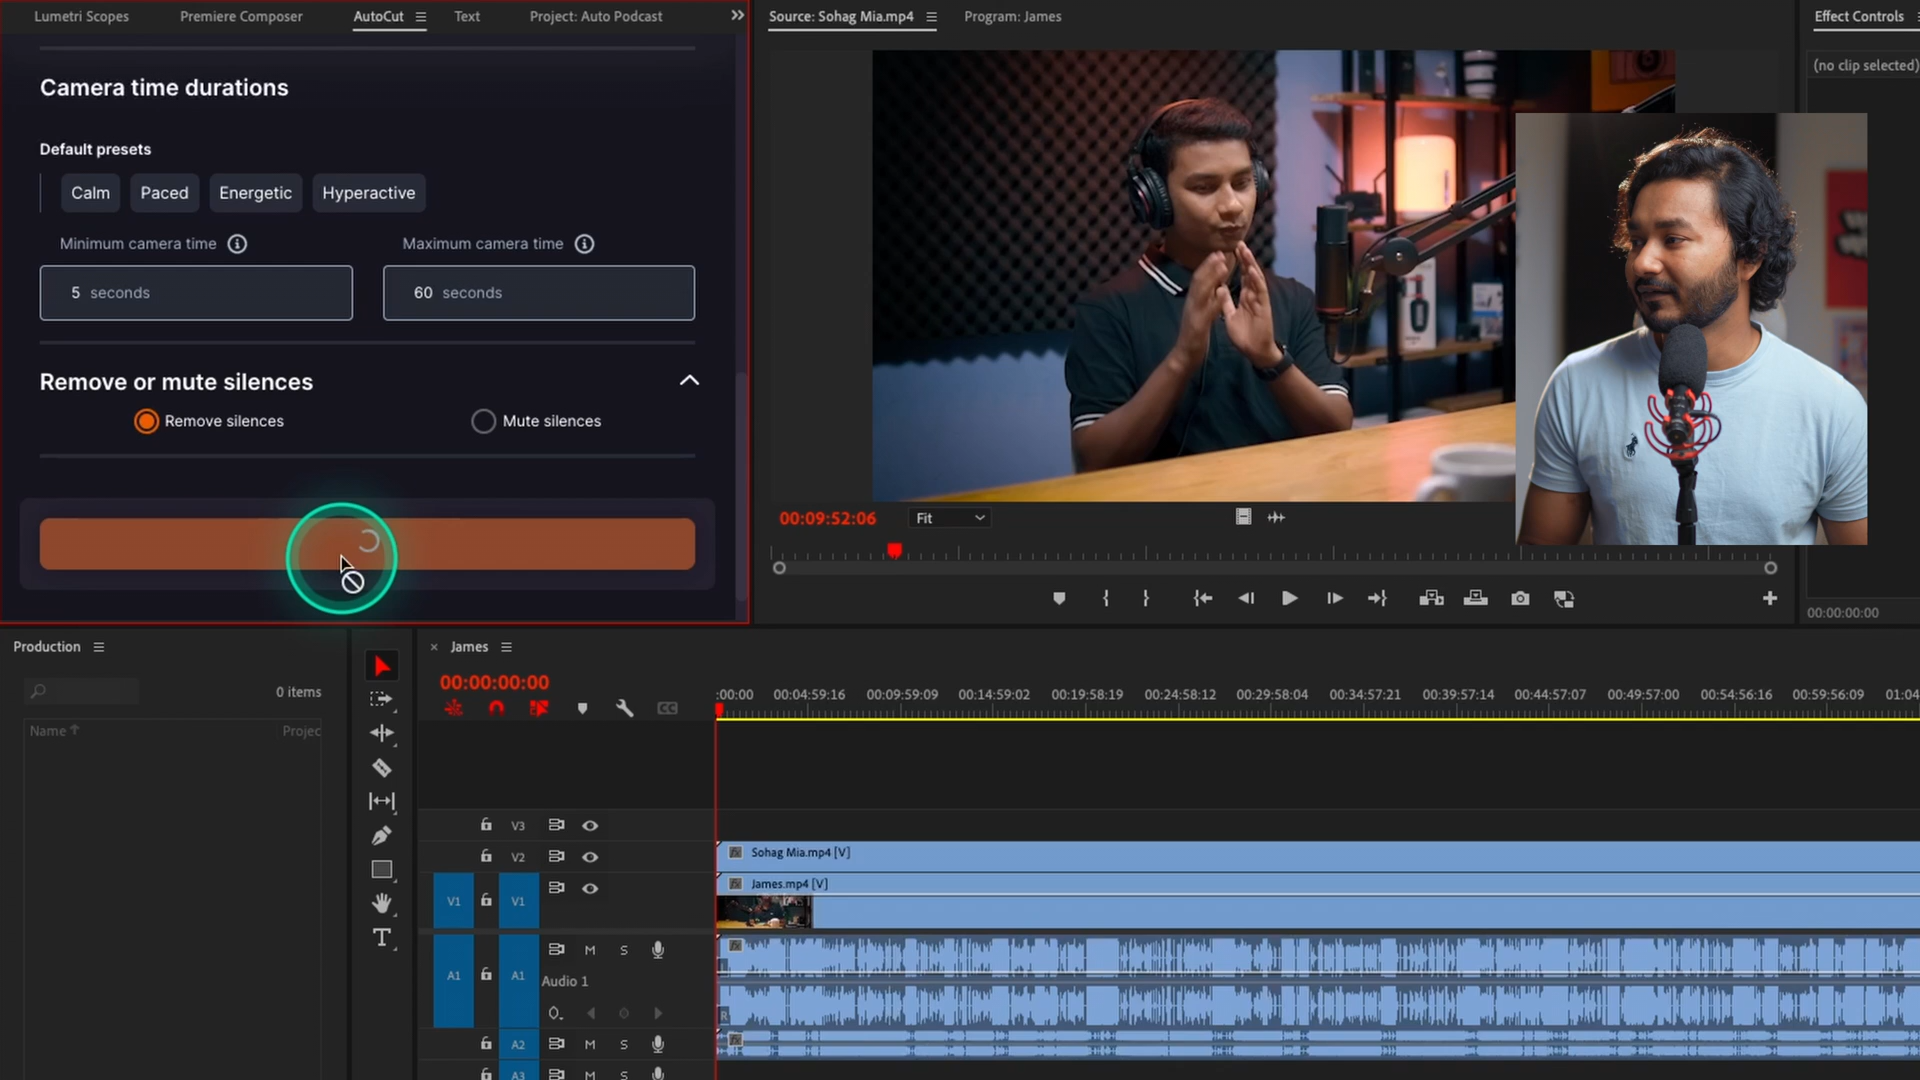 Lumetri Scopes
Premiere Composer
AutoCut
Text
Project: Auto Podcast
Source: Sohag Mia.mp4
Program: James
Effect Controls
Camera time durations
(no clip selected)
Default presets
Calm
Paced
Energetic
Hyperactive
Minimum camera time
Maximum camera time
5 seconds
60 seconds
Remove or mute silences
Remove silences
Mute silences
00:09:52:06
Fit
00:00:00:00
Production
0 items
Name
Projec
James
00:00:00:00
:00:00
00:04:59:16
00:09:59:09
00:14:59:02
00:19:58:19
00:24:58:12
00:29:58:04
00:34:57:21
00:39:57:14
00:44:57:07
00:49:57:00
00:54:56:16
00:59:56:09
01:04
CC
V3
V2
Sohag Mia.mp4 [V]
V1
V1
James.mp4 [V]
A1
A1
M
S
Audio 1
R
A2
M
S
A3
M
S
T